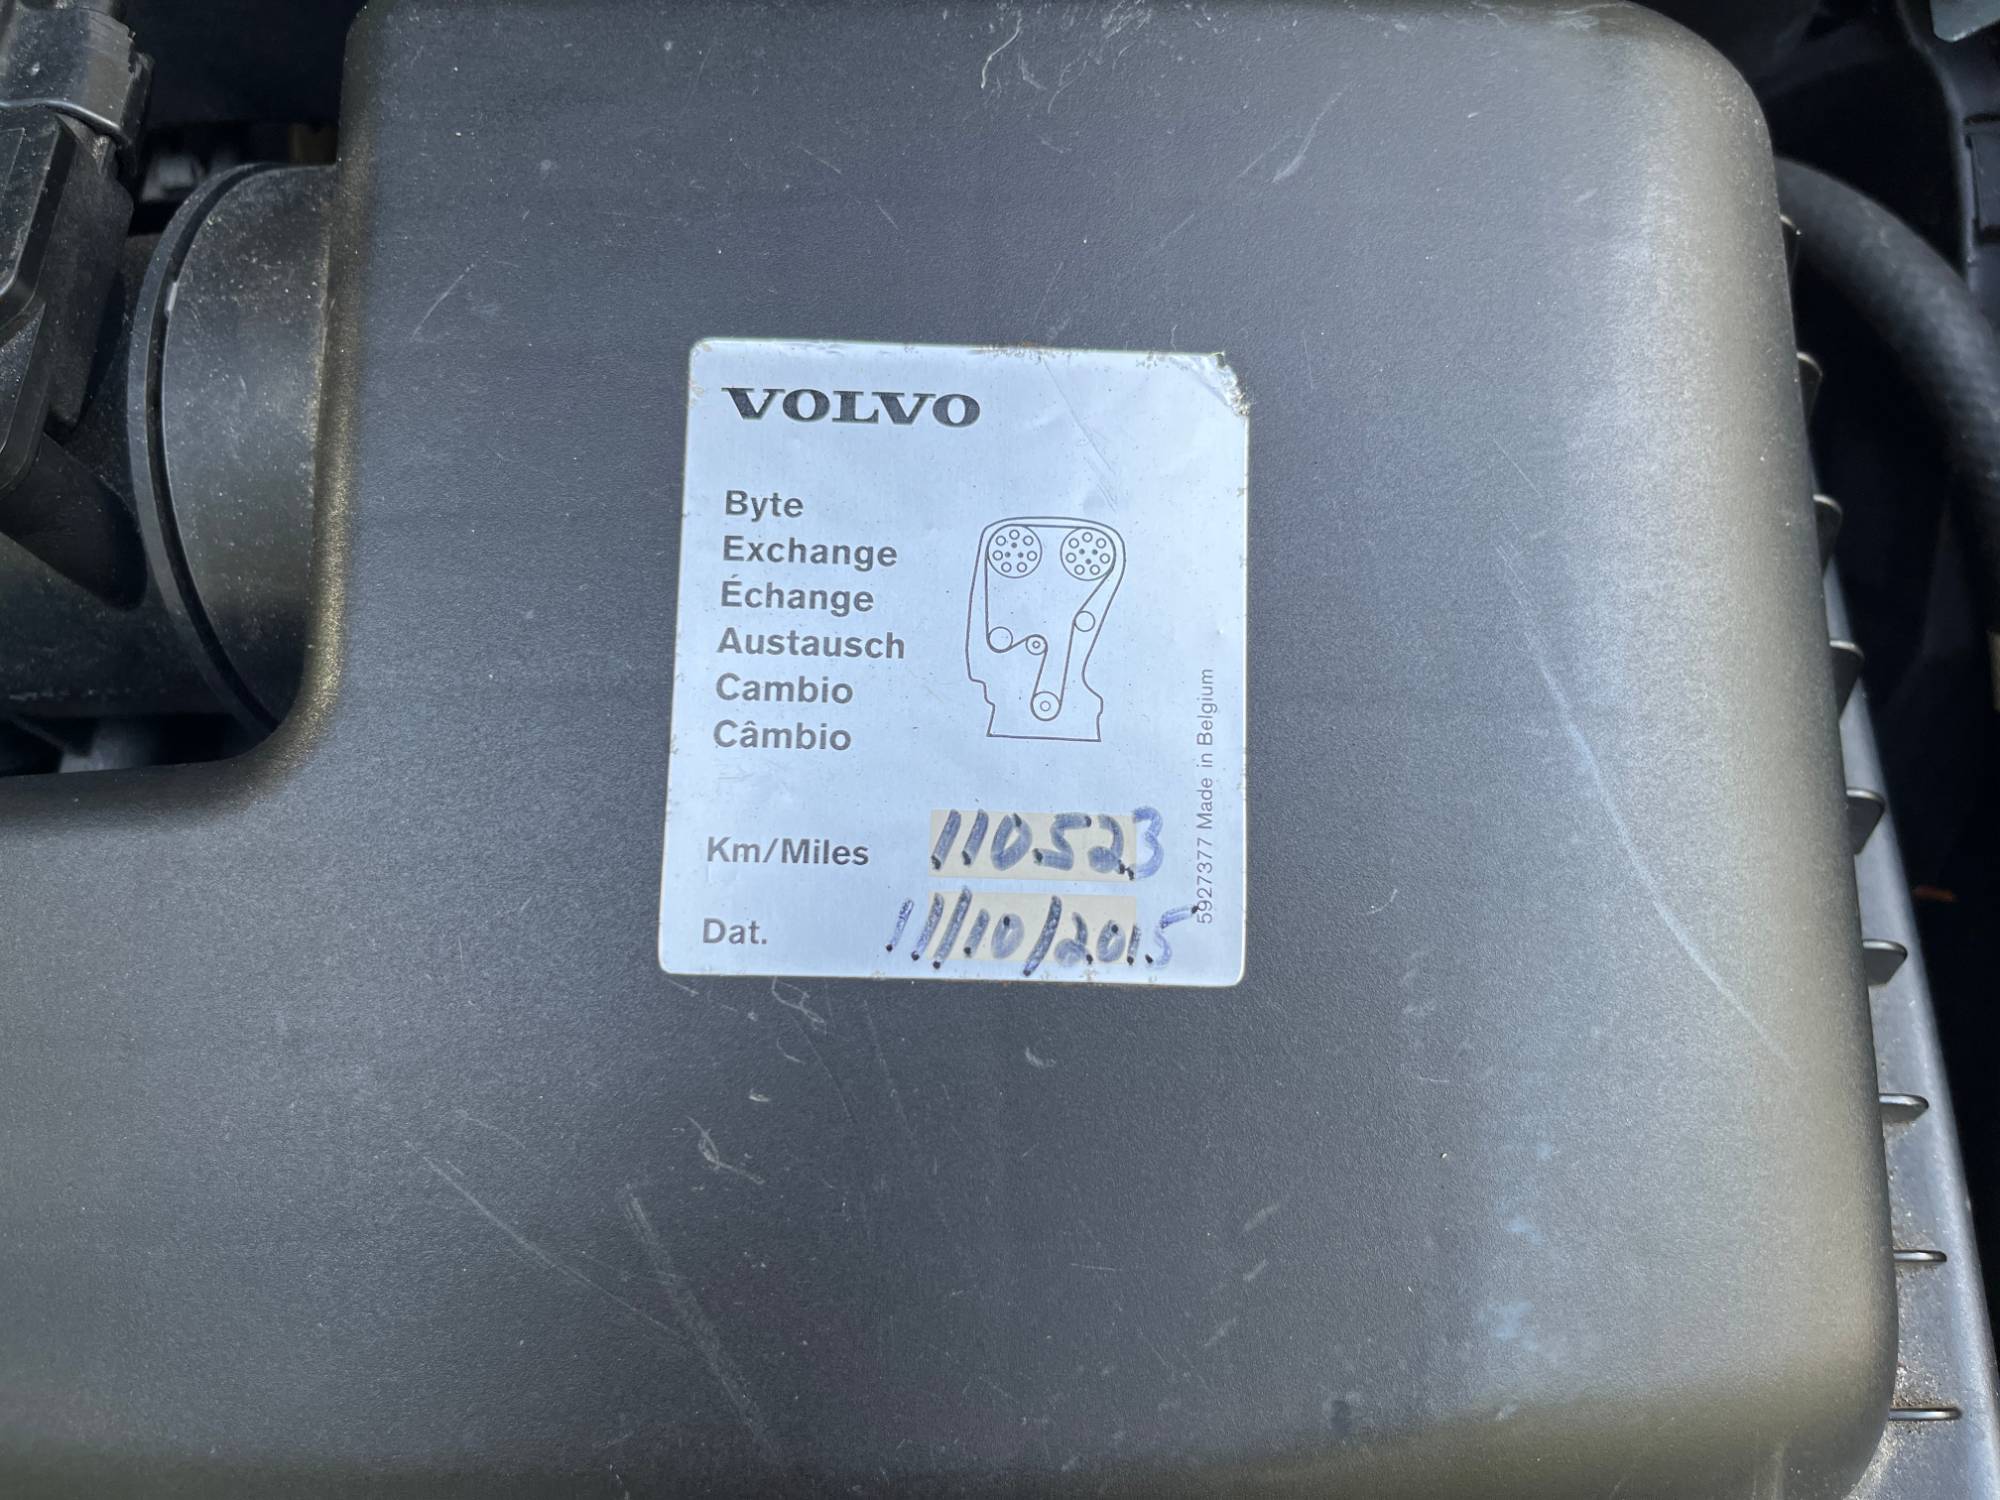 VOLVO
Byte
Exchange
Échange
Austausch
Cambio
Câmbio
Km/Miles 110523
Dat. 11/10/2015
5927377 Made in Belgium